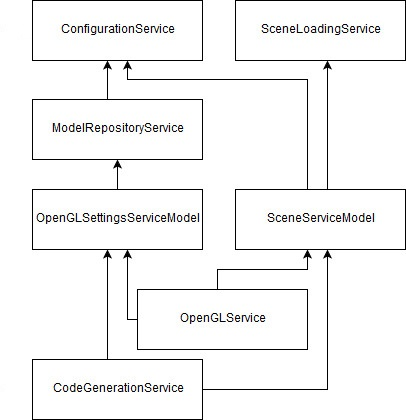 ConfigurationService
SceneLoadingService
ModelRepositoryService
OpenGLSettingsServiceModel
SceneServiceModel
OpenGLService
CodeGenerationService